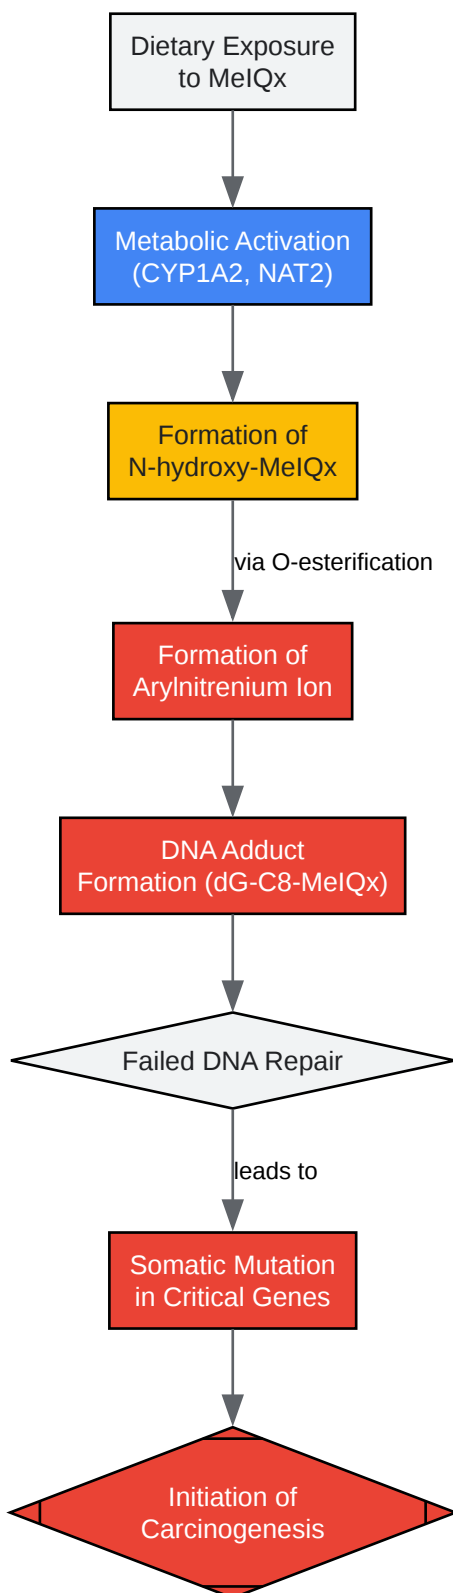 Dietary Exposure
to MeIQx
Metabolic Activation
(CYP1A2, NAT2)
Formation of
N-hydroxy-MeIQx
via O-esterification
Formation of
Arylnitrenium Ion
DNA Adduct
Formation (dG-C8-MeIQx)
Failed DNA Repair
leads to
Somatic Mutation
in Critical Genes
Initiation of
Carcinogenesis